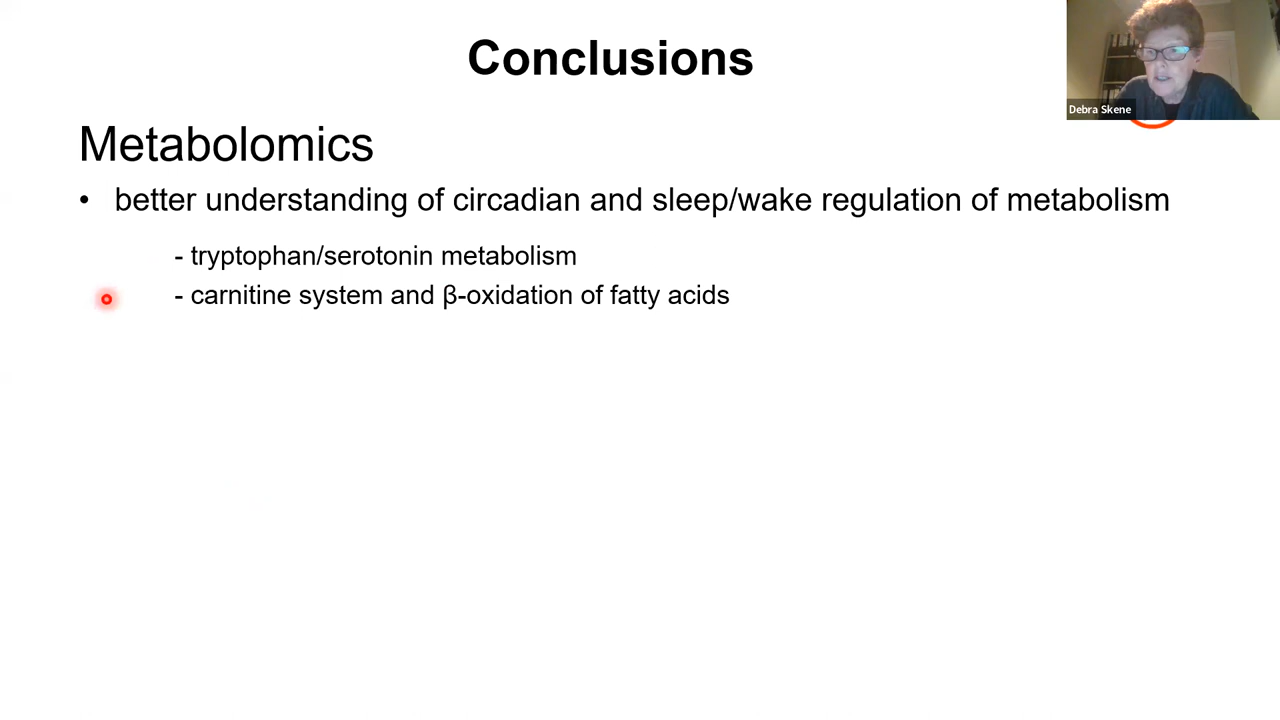 Conclusions
Debra Skene
Metabolomics
• better understanding of circadian and sleep/wake regulation of metabolism
- tryptophan/serotonin metabolism
- carnitine system and β-oxidation of fatty acids